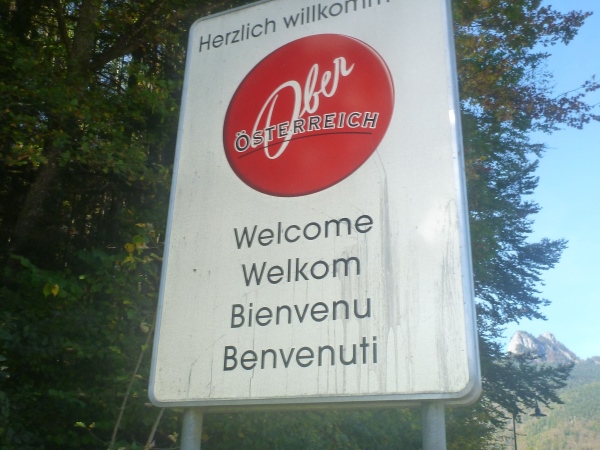 Herzlich willkomm
Ober
ÖSTERREICH
Welcome
Welkom
Bienvenu
Benvenuti